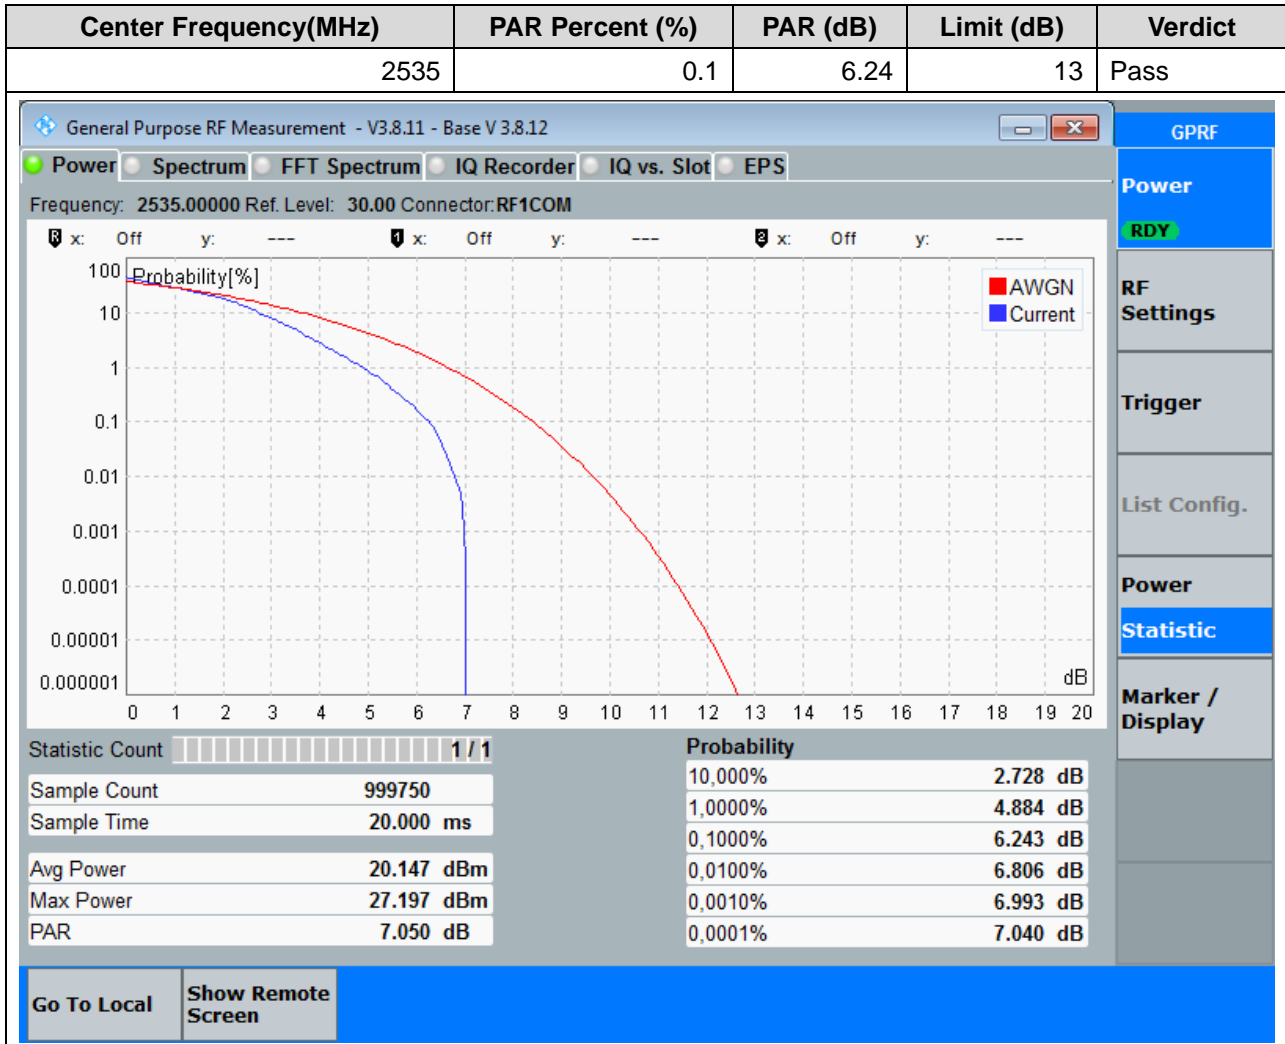 Center Frequency(MHz) PAR Percent (%) PAR (dB) Limit (dB) Verdict
2535 0.1 6.24 13 Pass
General Purpose RF Measurement - V3.8.11 - Base V 3.8.12
GPRF
Power Spectrum FFT Spectrum IQ Recorder IQ vs. Slot EPS
Frequency: 2535.00000 Ref. Level: 30.00 Connector:RF1COM
R x: Off y: --- 1 x: Off y: --- 2 x: Off y: ---
Probability[%]
100
10
1
0.1
0.01
0.001
0.0001
0.00001
0.000001
AWGN
Current
dB
0 1 2 3 4 5 6 7 8 9 10 11 12 13 14 15 16 17 18 19 20
Statistic Count 1 / 1
Sample Count 999750
Sample Time 20.000 ms
Avg Power 20.147 dBm
Max Power 27.197 dBm
PAR 7.050 dB
Probability
10,000% 2.728 dB
1,0000% 4.884 dB
0,1000% 6.243 dB
0,0100% 6.806 dB
0,0010% 6.993 dB
0,0001% 7.040 dB
Power
RDY
RF
Settings
Trigger
List Config.
Power
Statistic
Marker /
Display
Go To Local
Show Remote
Screen